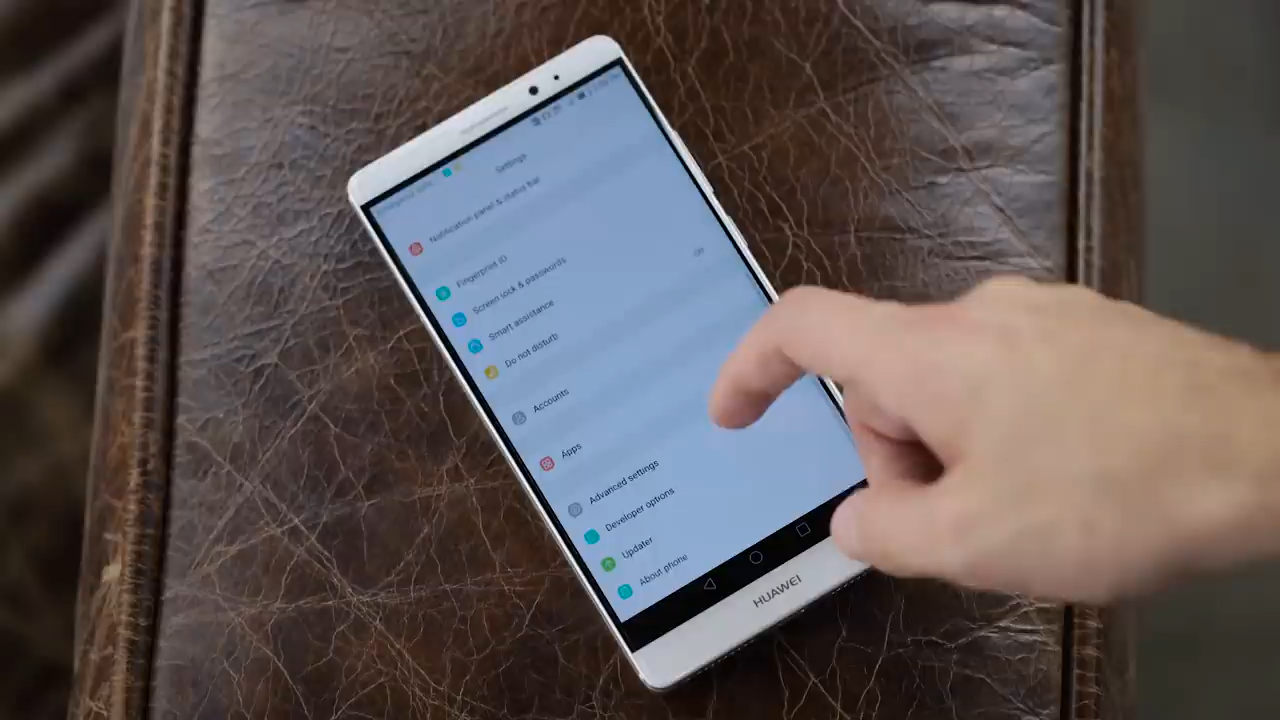 Settings
Notification panel & status bar
Fingerprint ID
Screen lock & passwords
Smart assistance
Off
Do not disturb
Accounts
Apps
Advanced settings
Developer options
Updater
About phone
HUAWEI